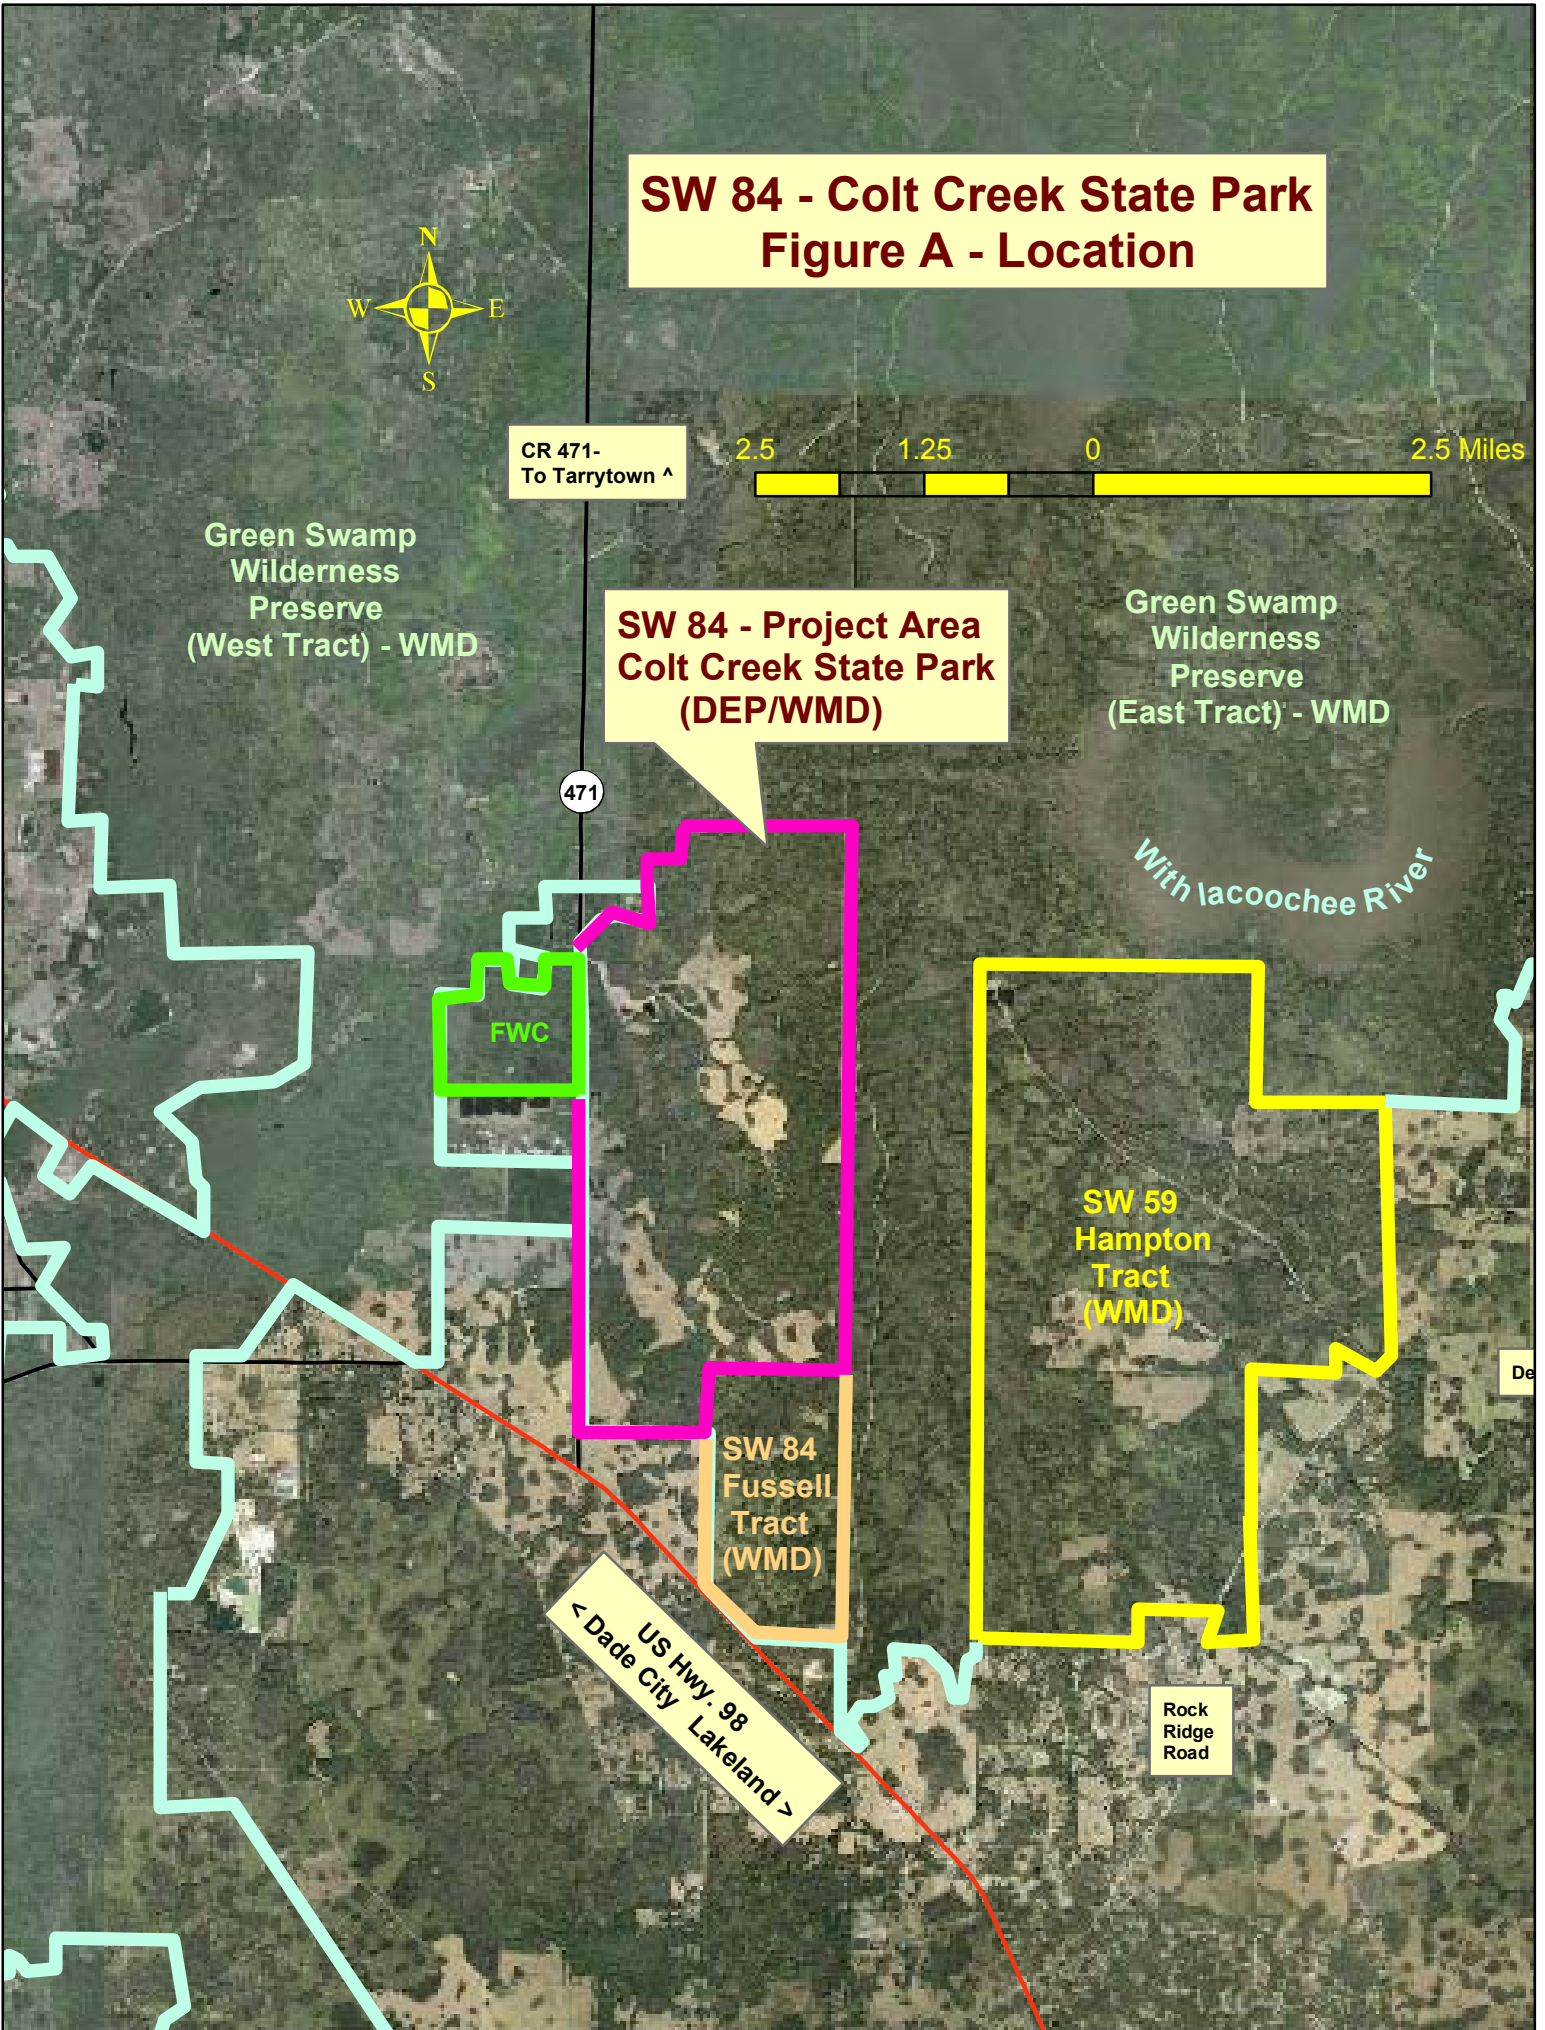 SW 84 - Colt Creek State Park
Figure A - Location
N
W
E
S
CR 471-
To Tarrytown ^
2.5
1.25
0
2.5 Miles
Green Swamp
Wilderness
Preserve
(West Tract) - WMD
SW 84 - Project Area
Colt Creek State Park
(DEP/WMD)
Green Swamp
Wilderness
Preserve
(East Tract) - WMD
471
With lacoochee River
FWC
SW 59
Hampton
Tract
(WMD)
De
SW 84
Fussell
Tract
(WMD)
US Hwy. 98
< Dade City Lakeland >
Rock
Ridge
Road